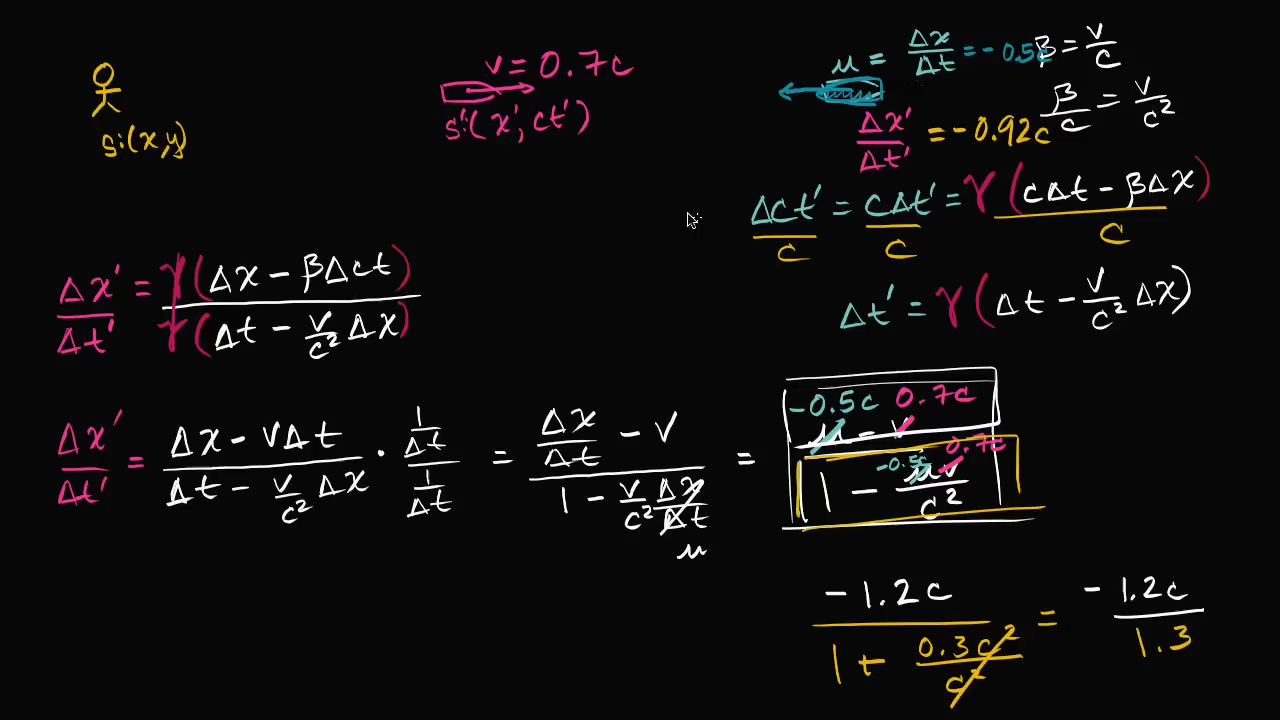 v = 0.7c
s:(x,y)
s':(x', ct')
u = Δx/Δt = -0.5c
β = v/c
β/c = v/c²
Δx'/Δt' = -0.92c
Δct'/c = cΔt'/c = γ(cΔt - βΔx)/c
Δt' = γ(Δt - v/c² Δx)
Δx'/Δt' = γ(Δx - βΔct)/γ(Δt - v/c² Δx)
Δx'/Δt' = (Δx - vΔt)/(Δt - v/c² Δx) · (1/Δt)/(1/Δt) = (Δx/Δt - v)/(1 - v/c² Δx/Δt) = (u - v)/(1 - uv/c²)
-0.5c 0.7c
-0.5c 0.7c
u
-1.2c/(1 + 0.3c²/c²) = -1.2c/1.3